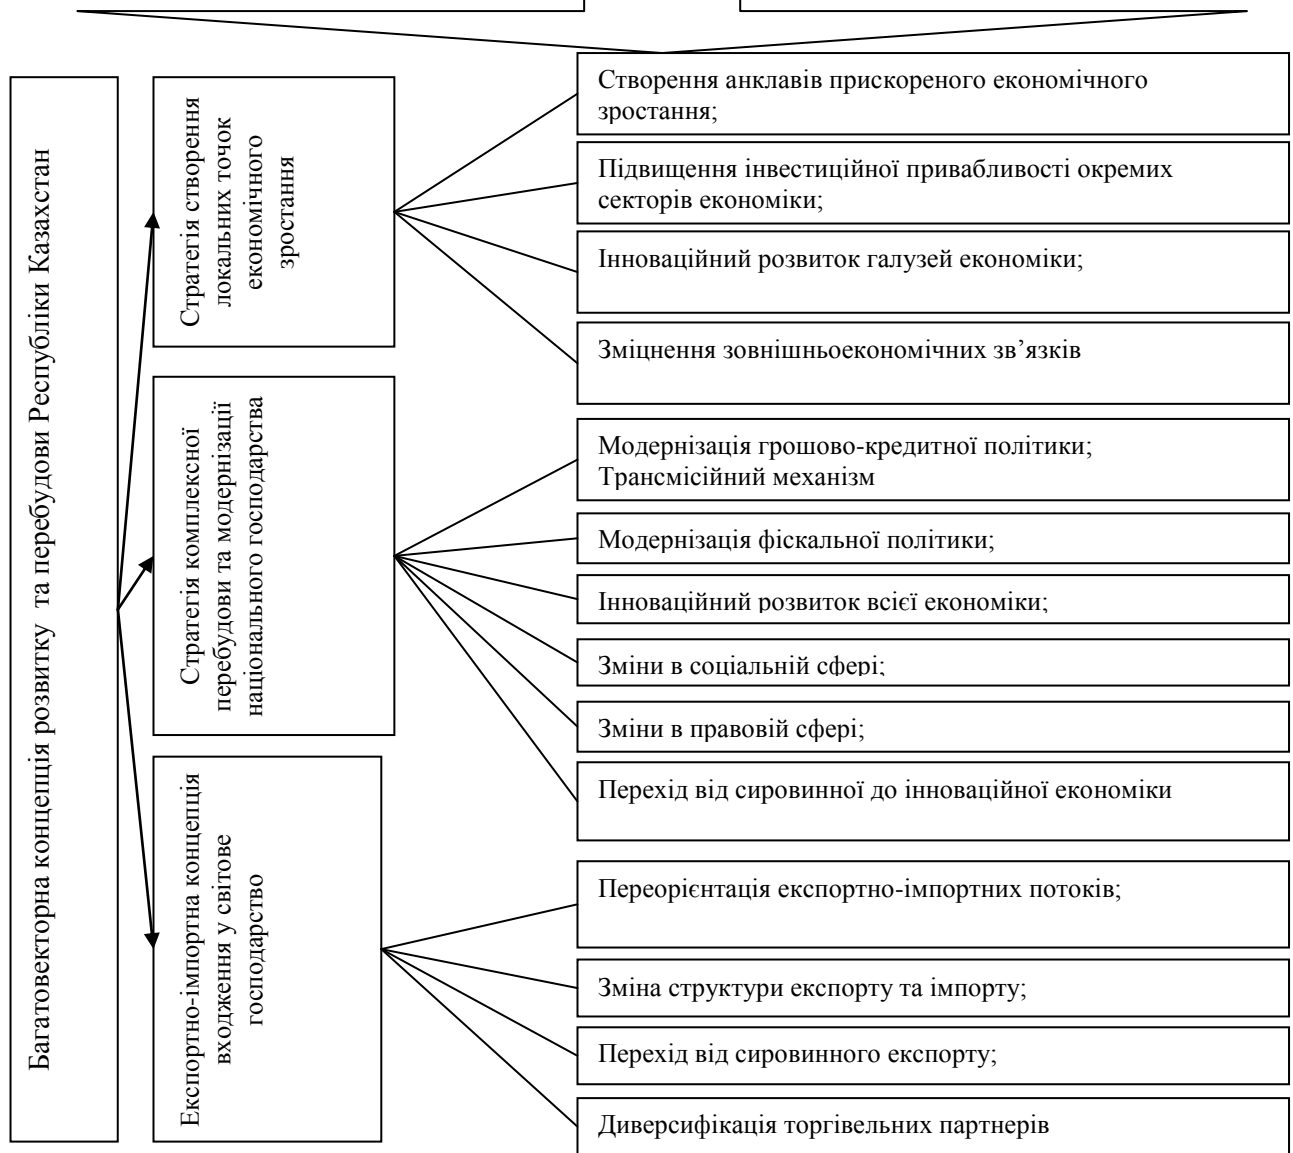 Багатовекторна концепція розвитку та перебудови Республіки Казахстан
Стратегія створення
локальних точок
економічного
зростання
Створення анклавів прискореного економічного
зростання;
Підвищення інвестиційної привабливості окремих
секторів економіки;
Інноваційний розвиток галузей економіки;
Зміцнення зовнішньоекономічних зв’язків
Стратегія комплексної
перебудови та модернізації
національного господарства
Модернізація грошово-кредитної політики;
Трансмісійний механізм
Модернізація фіскальної політики;
Інноваційний розвиток всієї економіки;
Зміни в соціальній сфері;
Зміни в правовій сфері;
Перехід від сировинної до інноваційної економіки
Експортно-імпортна концепція
входження у світове
господарство
Переорієнтація експортно-імпортних потоків;
Зміна структури експорту та імпорту;
Перехід від сировинного експорту;
Диверсифікація торгівельних партнерів